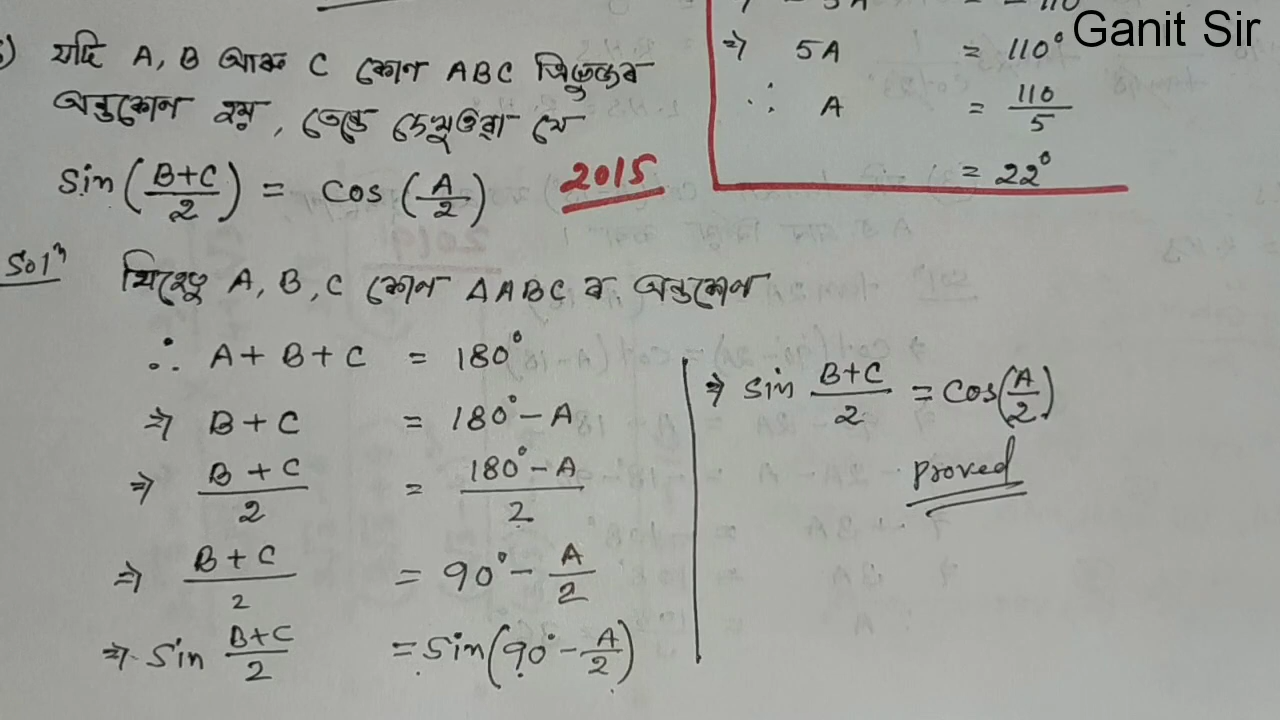 Ganit Sir
⇒ 5A = 110°
∴ A = 110/5
= 22°
যদি A, B আৰু C কোণ ABC ত্ৰিভুজৰ
অন্তঃকোণ হয়, তেন্তে দেখুওৱা যে
Sin((B+C)/2) = Cos(A/2) 2015
Solⁿ যিহেতু A, B, C কোণ ΔABC ৰ অন্তঃকোণ
∴ A + B + C = 180°
⇒ B + C = 180° - A
⇒ (B + C)/2 = (180° - A)/2
⇒ (B + C)/2 = 90° - A/2
⇒ Sin (B+C)/2 = Sin(90° - A/2)
⇒ Sin (B+C)/2 = Cos(A/2)
Proved